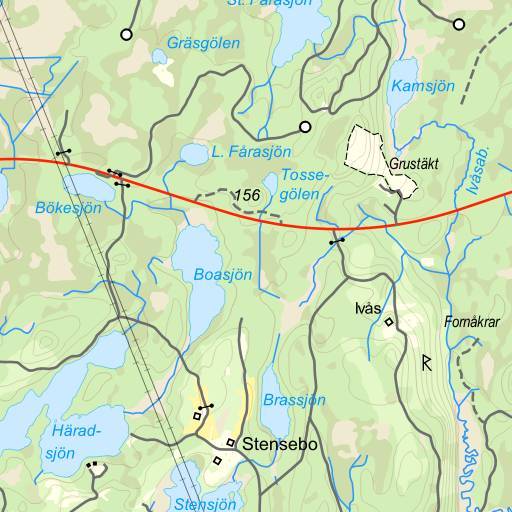 St. Fårasjön
Gräsgölen
Kamsjön
L. Fårasjön
Grustäkt
Ivåsab.
Tosse-
gölen
156
Bökesjön
Boasjön
Ivås
Fornåkrar
R
Brassjön
Härad-
sjön
Stensebo
Stensjön